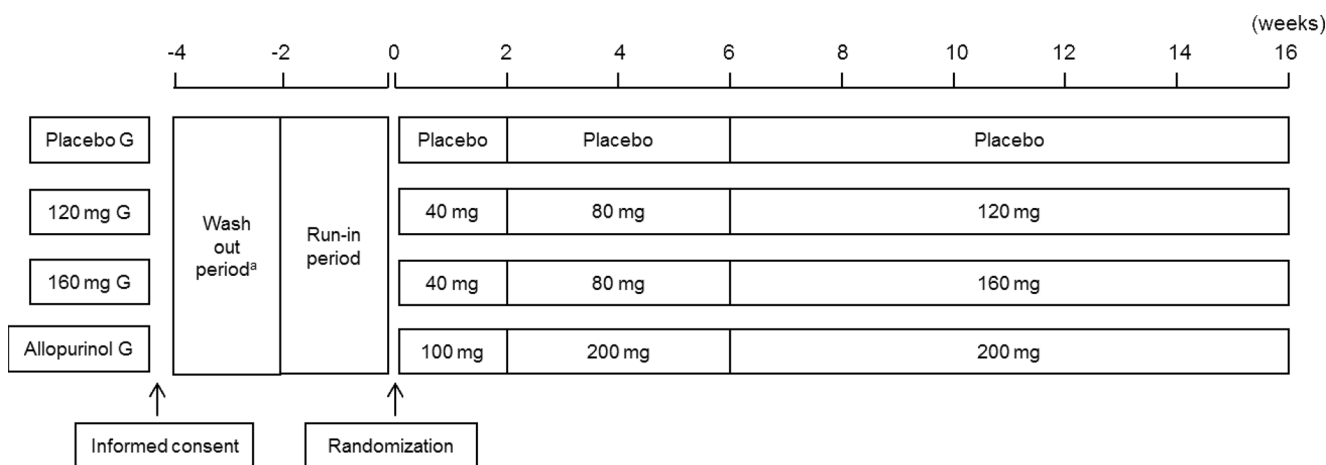 (weeks)
-4 -2 0 2 4 6 8 10 12 14 16
Placebo G Placebo Placebo Placebo
120 mg G 40 mg 80 mg 120 mg
Wash
out
periodᵃ
Run-in
period
160 mg G 40 mg 80 mg 160 mg
Allopurinol G 100 mg 200 mg 200 mg
Informed consent Randomization